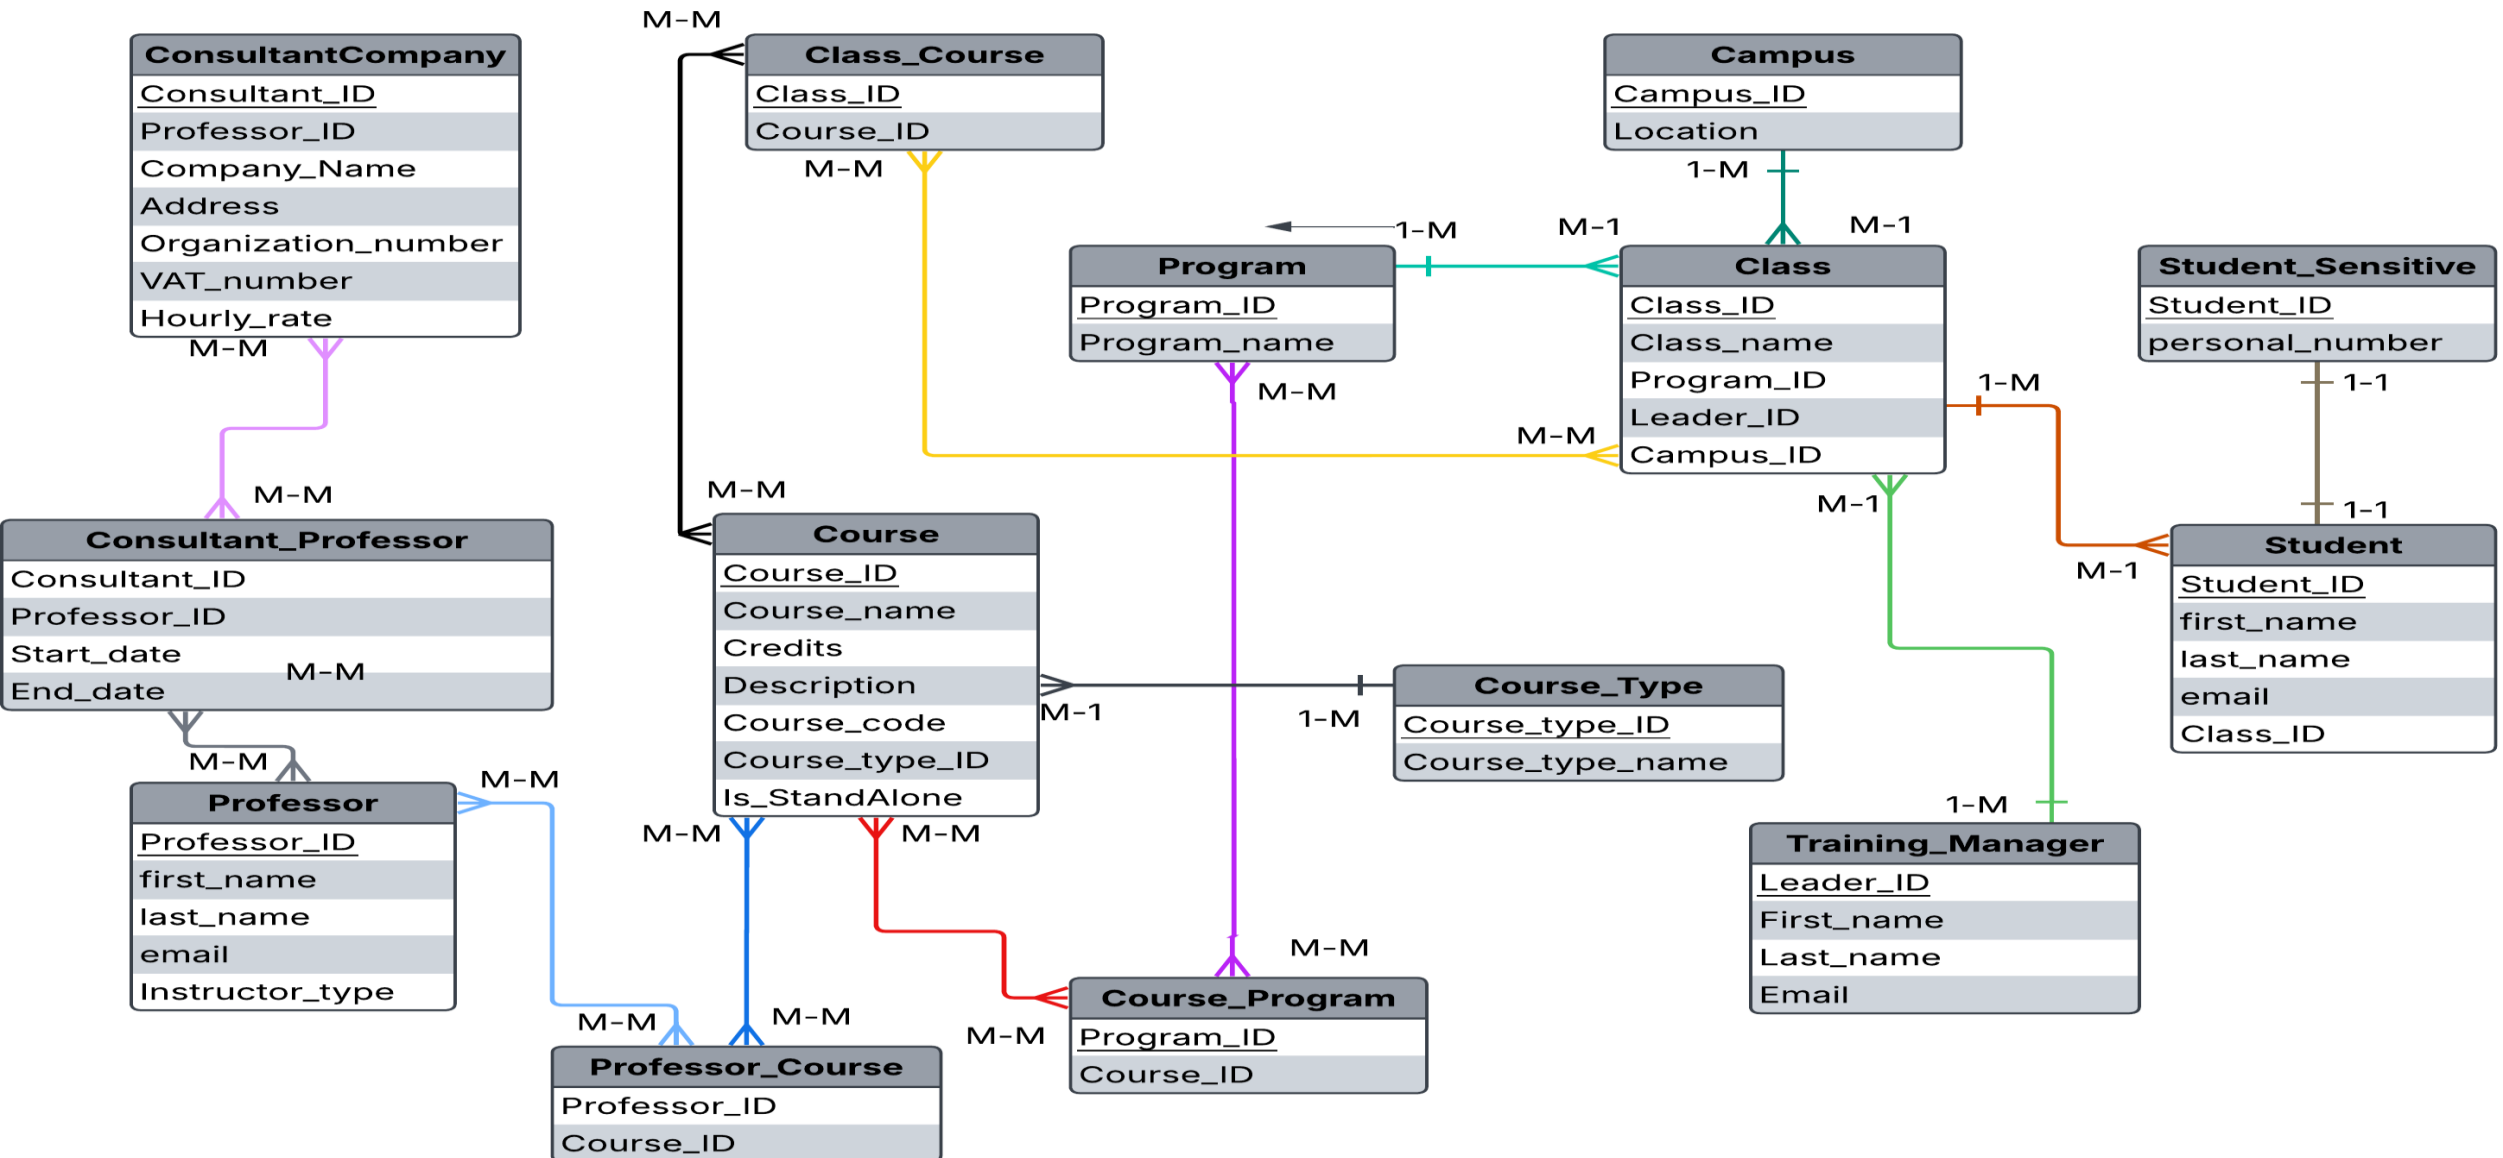 M-M
ConsultantCompany
Consultant_ID
Professor_ID
Company_Name
Address
Organization_number
VAT_number
Hourly_rate
M-M
Class_Course
Class_ID
Course_ID
M-M
Campus
Campus_ID
Location
1-M
M-1
1-M
M-1
Program
Program_ID
Program_name
M-M
Class
Class_ID
Class_name
Program_ID
Leader_ID
Campus_ID
1-M
M-M
M-1
Student_Sensitive
Student_ID
personal_number
1-1
1-1
M-M
Consultant_Professor
Consultant_ID
Professor_ID
Start_date
M-M
End_date
M-M
M-M
Course
Course_ID
Course_name
Credits
Description
Course_code
Course_type_ID
Is_StandAlone
M-1
1-M
Course_Type
Course_type_ID
Course_type_name
M-1
Student
Student_ID
first_name
last_name
email
Class_ID
M-M
Professor
Professor_ID
first_name
last_name
email
Instructor_type
M-M
M-M
1-M
Training_Manager
Leader_ID
First_name
Last_name
Email
M-M
M-M
M-M
M-M
Professor_Course
Professor_ID
Course_ID
Course_Program
Program_ID
Course_ID